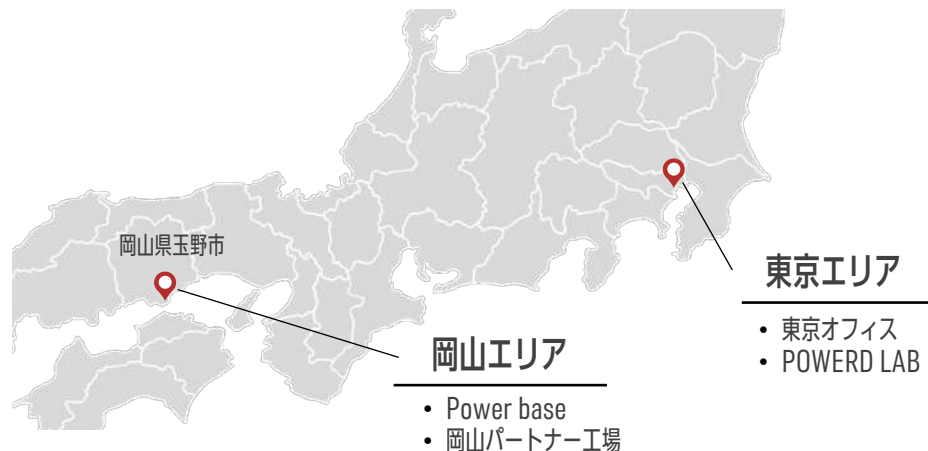 岡山県玉野市
東京エリア
• 東京オフィス
• POWERD LAB
岡山エリア
• Power base
• 岡山パートナー工場